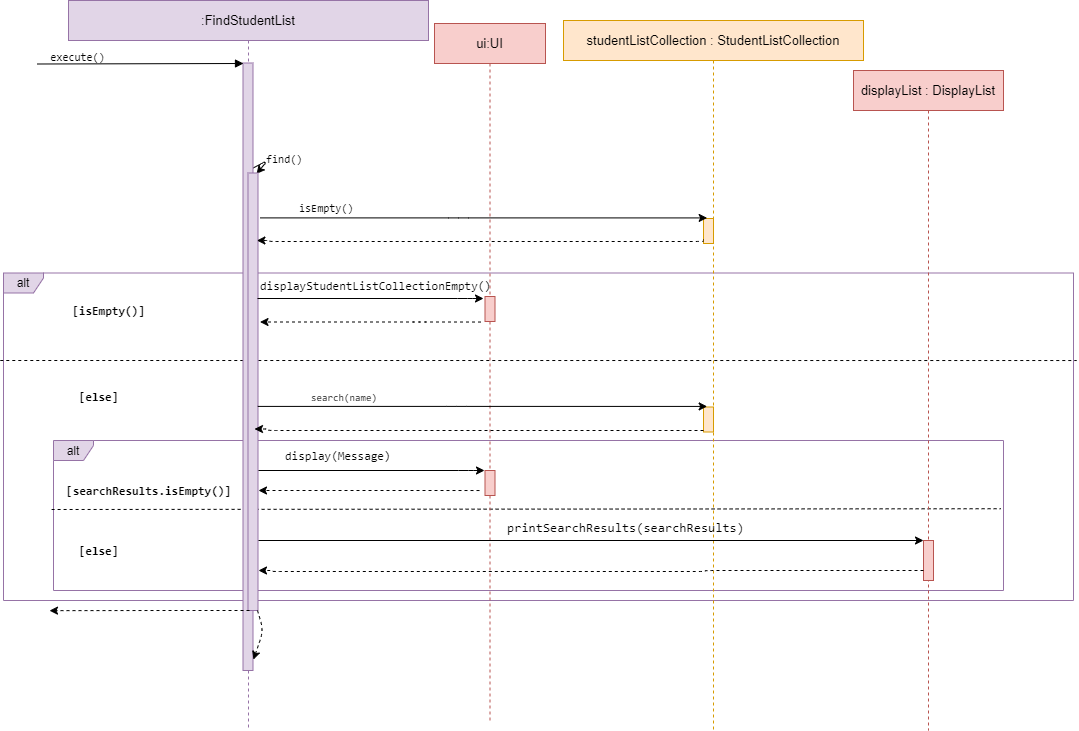 :FindStudentList
ui:UI
studentListCollection : StudentListCollection
execute()
displayList : DisplayList
find()
isEmpty()
alt
displayStudentListCollectionEmpty()
[isEmpty()]
[else]
search(name)
alt
display(Message)
[searchResults.isEmpty()]
printSearchResults(searchResults)
[else]